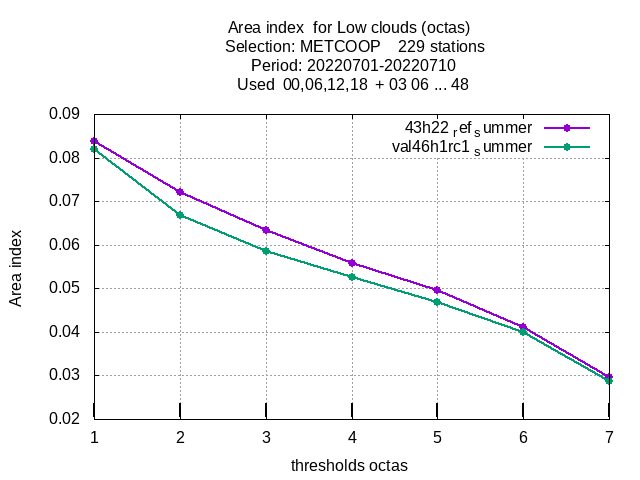 Area index  for Low clouds (octas)
Selection: METCOOP    229 stations
Period: 20220701-20220710
Used  00,06,12,18  + 03 06 ... 48
43h22 ref summer
val46h1rc1 summer
0.09
0.08
0.07
0.06
0.05
0.04
0.03
0.02
Area index
1 2 3 4 5 6 7
thresholds octas